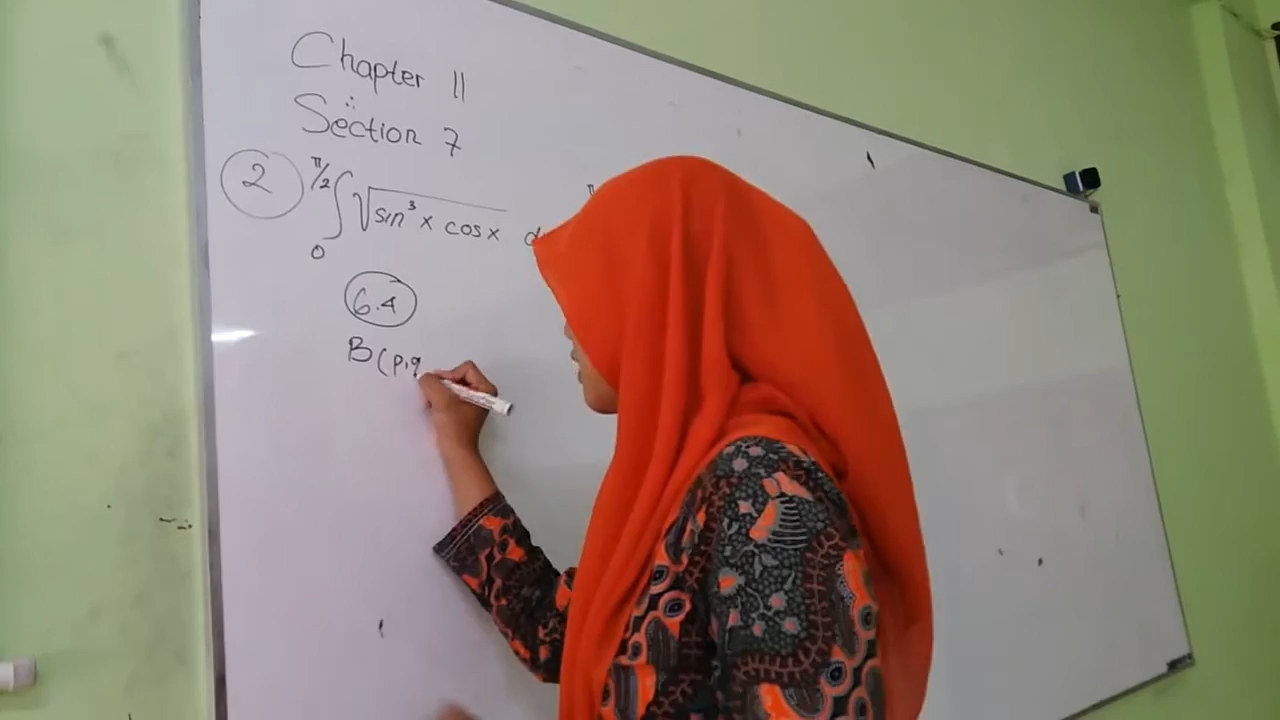 Chapter 11
Section 7
2 π/2 ∫ 0 √sin³ x cos x
6.4
B(p,q